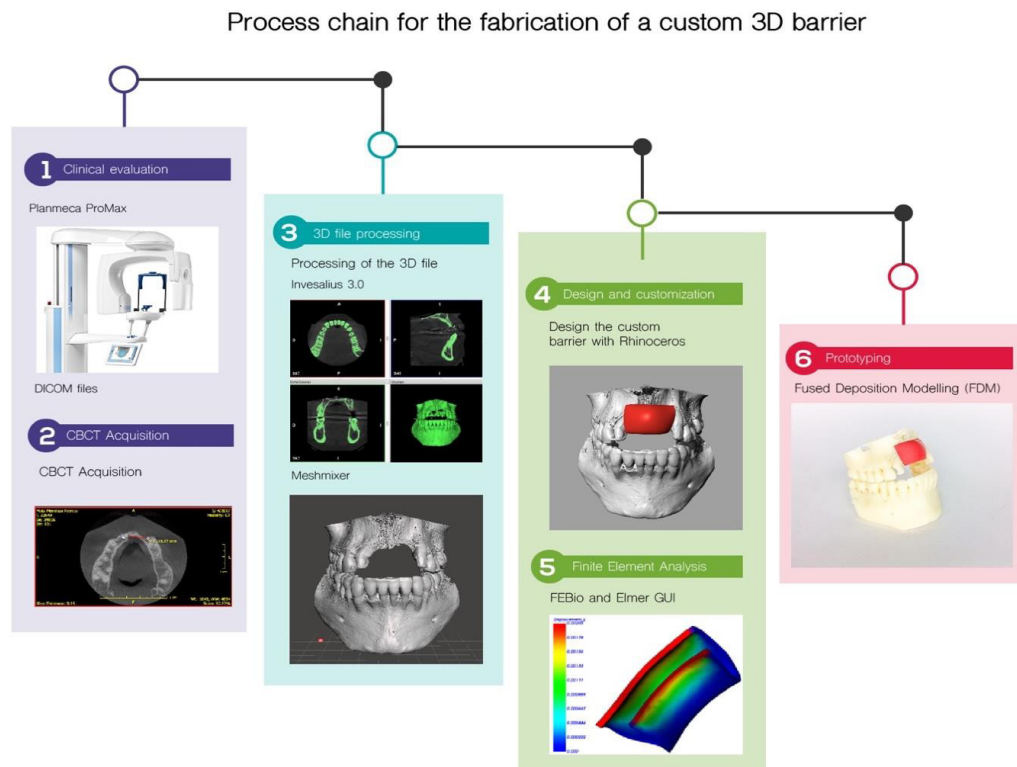 Process chain for the fabrication of a custom 3D barrier
1 Clinical evaluation
Planmeca ProMax
DICOM files
2 CBCT Acquisition
CBCT Acquisition
3 3D file processing
Processing of the 3D file
Invesalius 3.0
Meshmixer
4 Design and customization
Design the custom
barrier with Rhinoceros
5 Finite Element Analysis
FEBio and Elmer GUI
6 Prototyping
Fused Deposition Modelling (FDM)